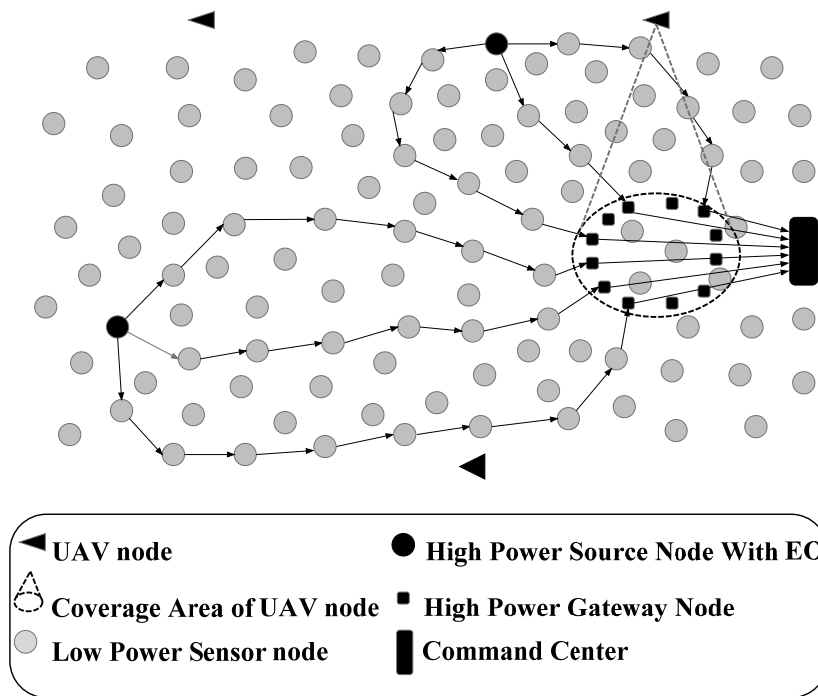 UAV node
High Power Source Node With EO
Coverage Area of UAV node
High Power Gateway Node
Low Power Sensor node
Command Center